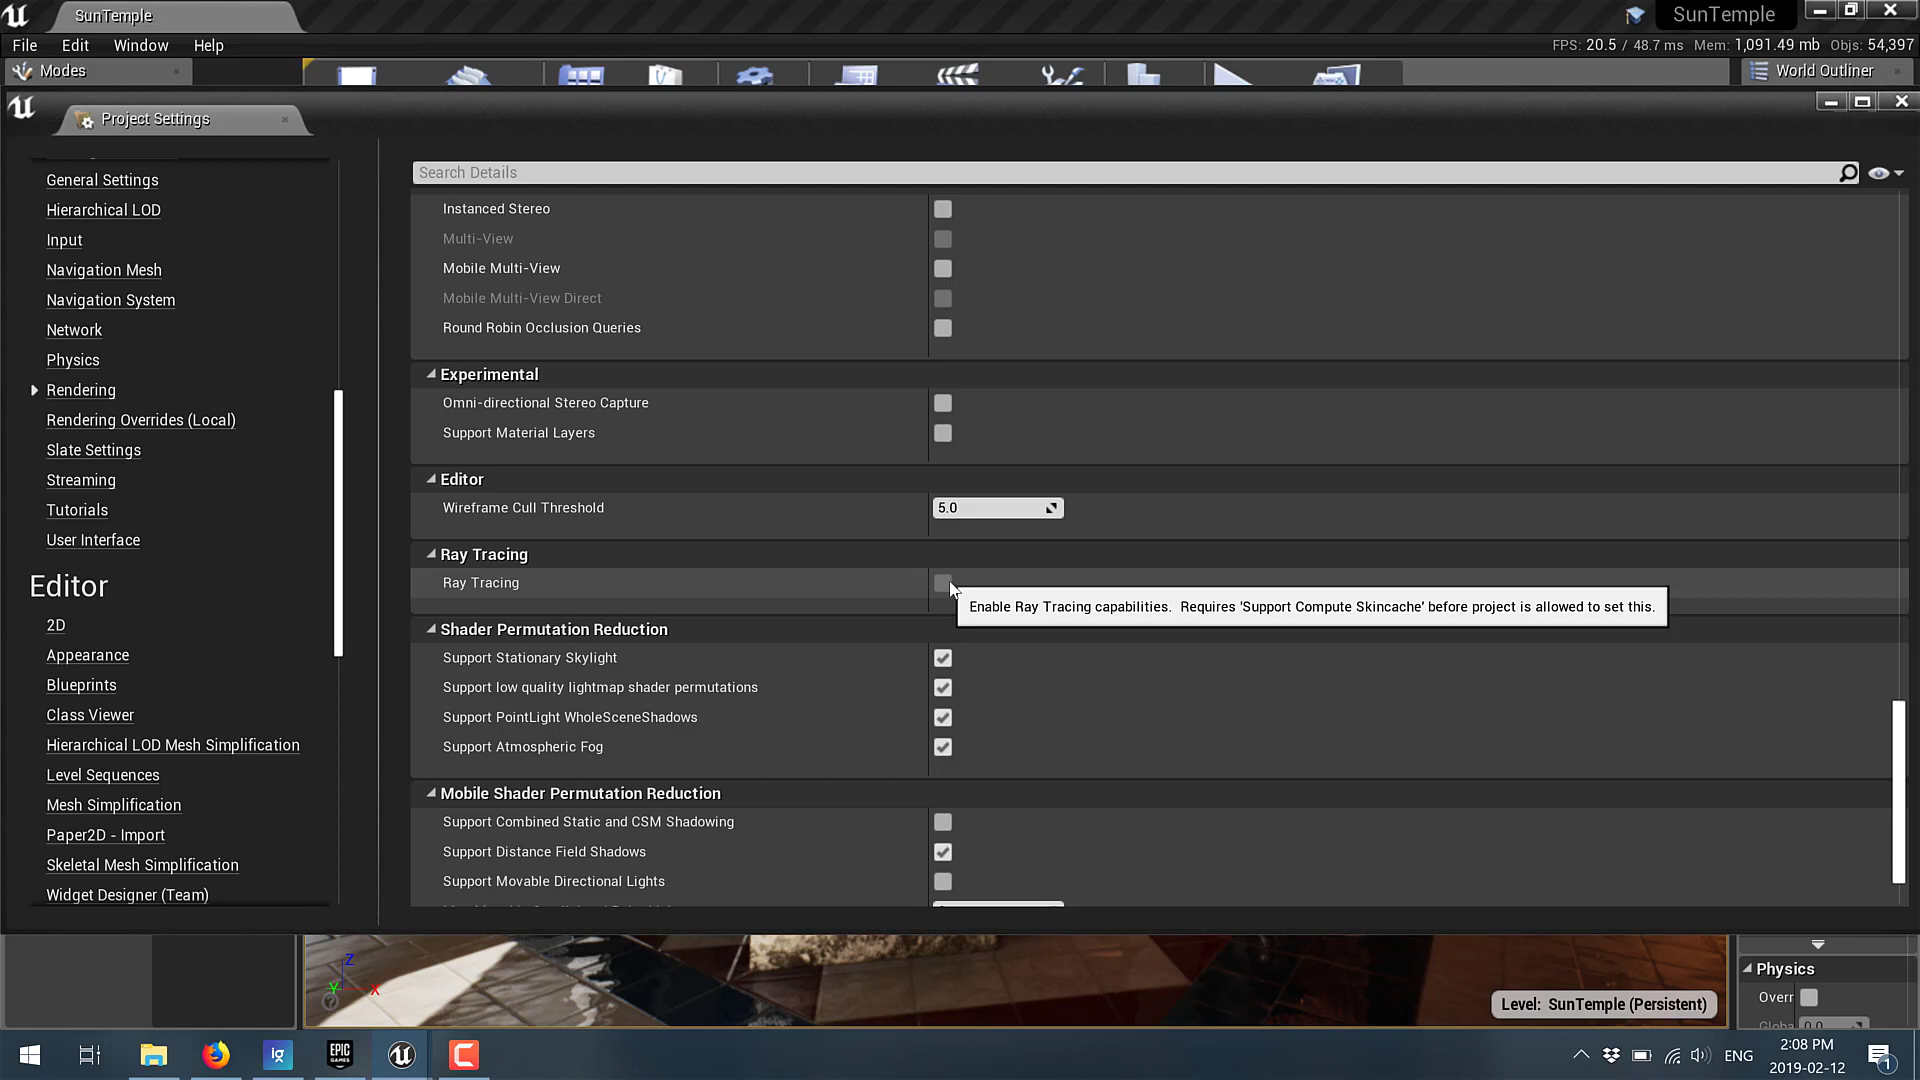 SunTemple
SunTemple
File Edit Window Help
FPS: 20.5 / 48.7 ms Mem: 1,091.49 mb Objs: 54,397
Modes
World Outliner
Project Settings
General Settings
Hierarchical LOD
Input
Navigation Mesh
Navigation System
Network
Physics
Rendering
Rendering Overrides (Local)
Slate Settings
Streaming
Tutorials
User Interface
Editor
2D
Appearance
Blueprints
Class Viewer
Hierarchical LOD Mesh Simplification
Level Sequences
Mesh Simplification
Paper2D - Import
Skeletal Mesh Simplification
Widget Designer (Team)
Search Details
Instanced Stereo
Multi-View
Mobile Multi-View
Mobile Multi-View Direct
Round Robin Occlusion Queries
Experimental
Omni-directional Stereo Capture
Support Material Layers
Editor
Wireframe Cull Threshold 5.0
Ray Tracing
Ray Tracing
Enable Ray Tracing capabilities. Requires 'Support Compute Skincache' before project is allowed to set this.
Shader Permutation Reduction
Support Stationary Skylight
Support low quality lightmap shader permutations
Support PointLight WholeSceneShadows
Support Atmospheric Fog
Mobile Shader Permutation Reduction
Support Combined Static and CSM Shadowing
Support Distance Field Shadows
Support Movable Directional Lights
Z
Y X
Level: SunTemple (Persistent)
Physics
Overr
Globa 0.0
ig
EPIC GAMES
ENG
2:08 PM
2019-02-12
1